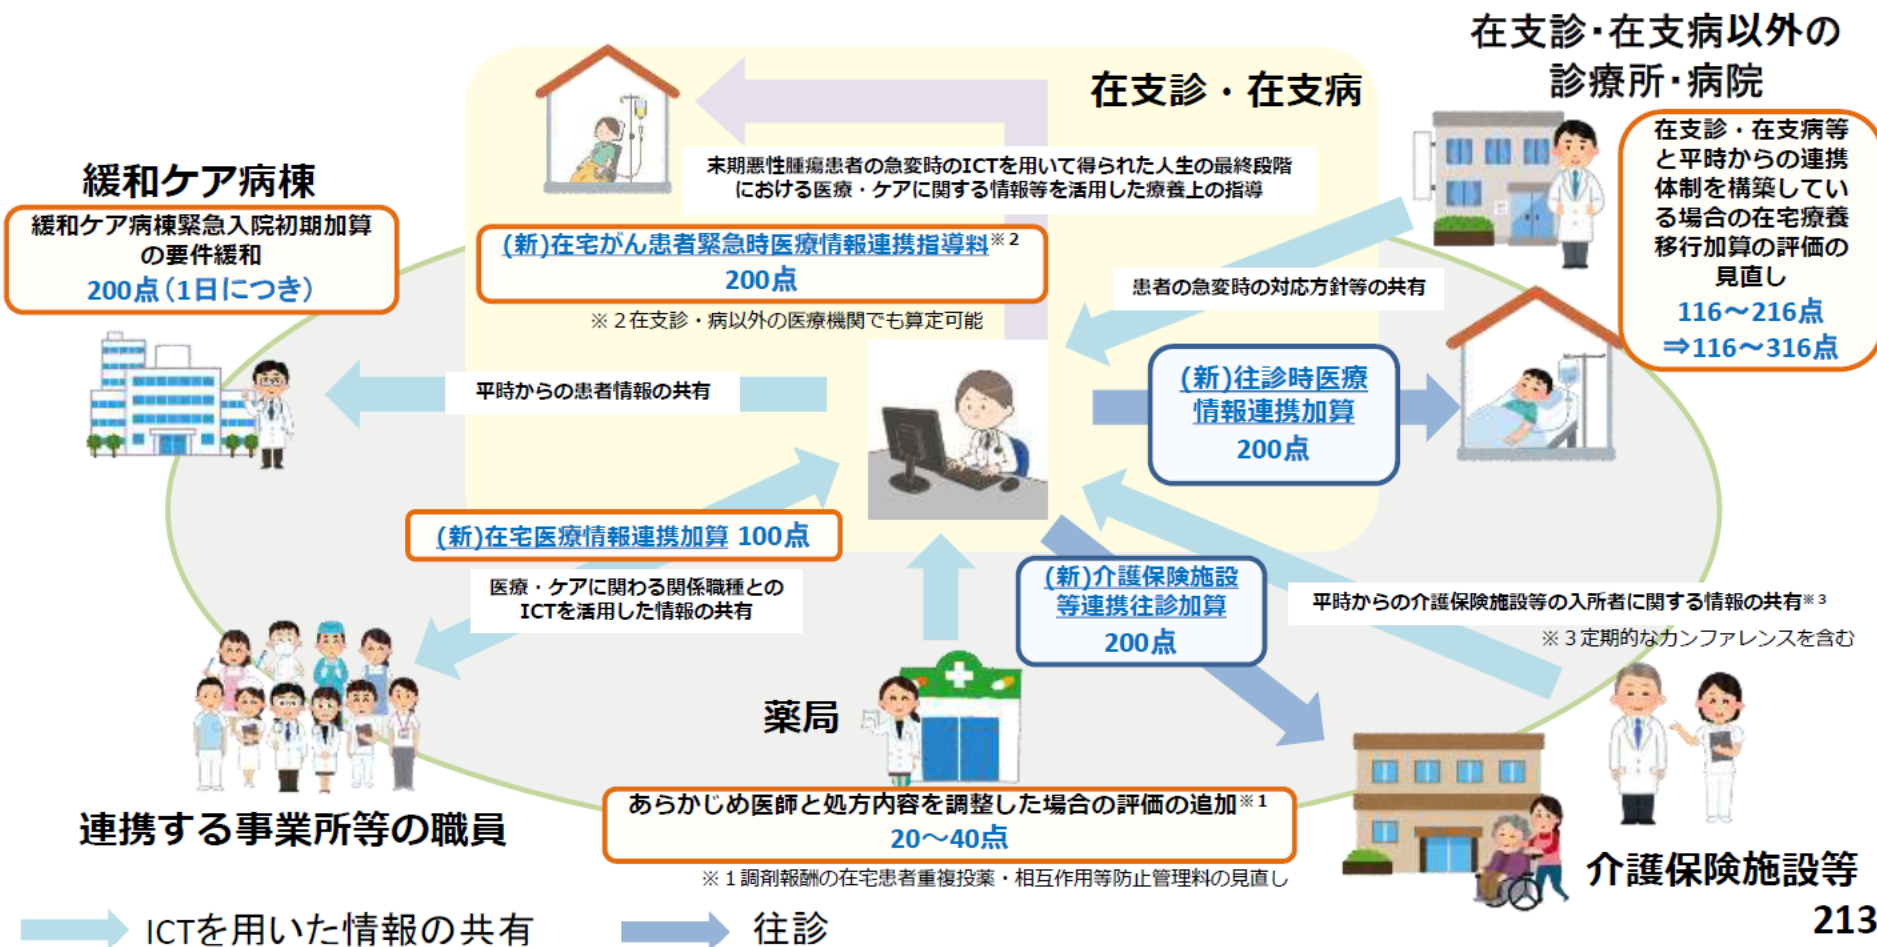 在支診・在支病以外の
診療所・病院
在支診・在支病
在支診・在支病等
と平時からの連携
体制を構築してい
る場合の在宅療養
移行加算の評価の
見直し
116～216点
⇒116～316点
末期悪性腫瘍患者の急変時のICTを用いて得られた人生の最終段階
における医療・ケアに関する情報等を活用した療養上の指導
緩和ケア病棟
緩和ケア病棟緊急入院初期加算
の要件緩和
200点（1日につき）
(新)在宅がん患者緊急時医療情報連携指導料※2
200点
※２在支診・病以外の医療機関でも算定可能
患者の急変時の対応方針等の共有
平時からの患者情報の共有
(新)往診時医療
情報連携加算
200点
(新)在宅医療情報連携加算 100点
医療・ケアに関わる関係職種との
ICTを活用した情報の共有
(新)介護保険施設
等連携往診加算
200点
平時からの介護保険施設等の入所者に関する情報の共有※3
※３定期的なカンファレンスを含む
薬局
連携する事業所等の職員
あらかじめ医師と処方内容を調整した場合の評価の追加※1
20～40点
※１調剤報酬の在宅患者重複投薬・相互作用等防止管理料の見直し
介護保険施設等
213
ICTを用いた情報の共有
往診